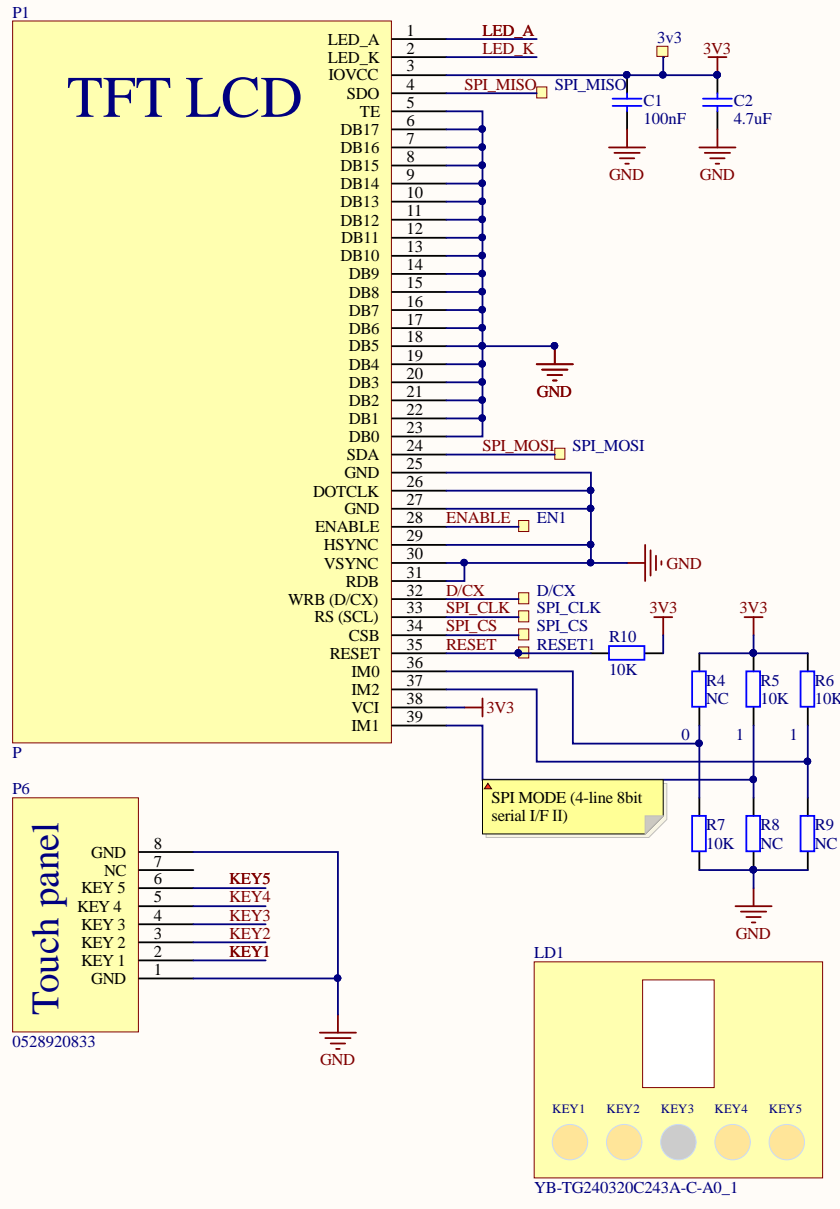 P1
TFT LCD
LED_A 1 LED_A
LED_K 2 LED_K
IOVCC 3
3v3
3V3
SDO 4 SPI_MISO SPI_MISO
C1
100nF
GND
C2
4.7uF
GND
TE 5
DB17 6
DB16 7
DB15 8
DB14 9
DB13 10
DB12 11
DB11 12
DB10 13
DB9 14
DB8 15
DB7 16
DB6 17
DB5 18
GND
DB4 19
DB3 20
DB2 21
DB1 22
DB0 23
SDA 24 SPI_MOSI SPI_MOSI
GND 25
DOTCLK 26
GND 27
ENABLE 28 ENABLE EN1
HSYNC 29
VSYNC 30 GND
RDB 31
WRB (D/CX) 32 D/CX D/CX
RS (SCL) 33 SPI_CLK SPI_CLK
CSB 34 SPI_CS SPI_CS
RESET 35 RESET RESET1
R10
10K
3V3
3V3
IM0 36
IM2 37
VCI 38 3V3
IM1 39
P
R4
NC
R5
10K
R6
10K
0 1 1
SPI MODE (4-line 8bit
serial I/F II)
R7
10K
R8
NC
R9
NC
GND
P6
Touch panel
GND 8
NC 7
KEY 5 6 KEY5
KEY 4 5 KEY4
KEY 3 4 KEY3
KEY 2 3 KEY2
KEY 1 2 KEY1
GND 1
0528920833
GND
LD1
KEY1 KEY2 KEY3 KEY4 KEY5
YB-TG240320C243A-C-A0_1